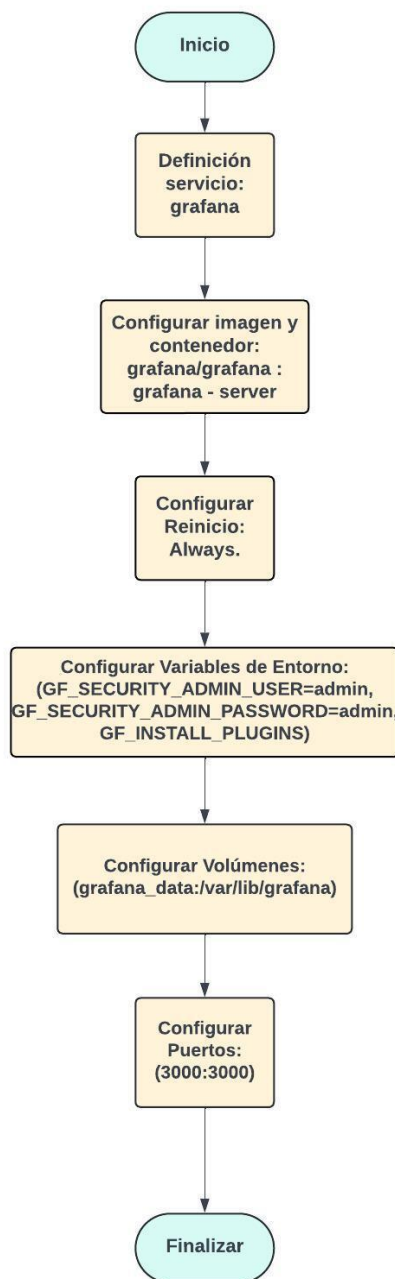 Inicio
Definición
servicio:
grafana
Configurar imagen y
contenedor:
grafana/grafana :
grafana - server
Configurar
Reinicio:
Always.
Configurar Variables de Entorno:
(GF_SECURITY_ADMIN_USER=admin,
GF_SECURITY_ADMIN_PASSWORD=admin,
GF_INSTALL_PLUGINS)
Configurar Volúmenes:
(grafana_data:/var/lib/grafana)
Configurar
Puertos:
(3000:3000)
Finalizar